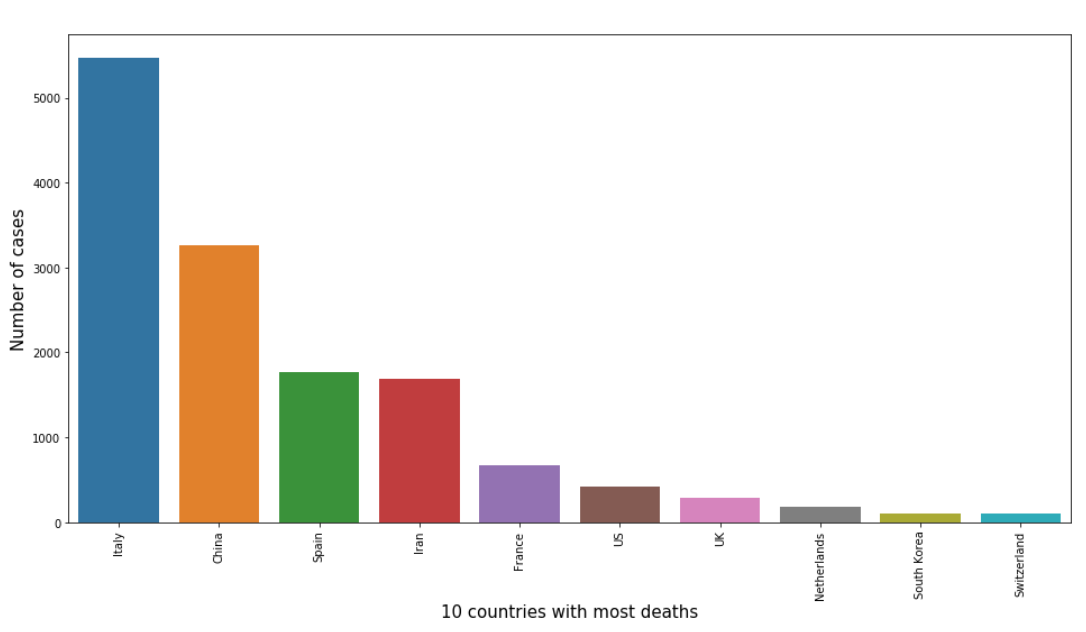 5000
4000
3000
2000
1000
0
Number of cases
Italy
China
Spain
Iran
France
US
UK
Netherlands
South Korea
Switzerland
10 countries with most deaths